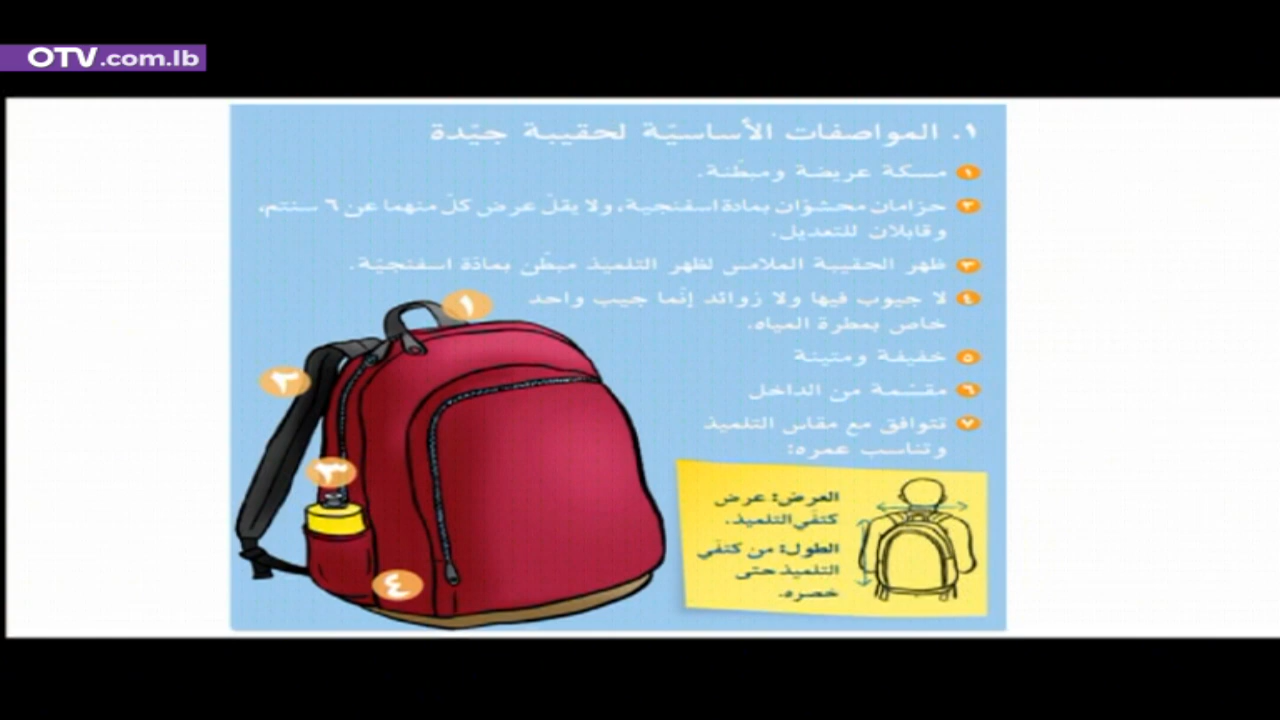 OTV.com.lb
١. المواصفات الأساسيّة لحقيبة جيّدة
١ مسكة عريضة ومبطّنة.
٢ حزامان محشوّان بمادة اسفنجية، ولا يقلّ عرض كلّ منهما عن ٦ سنتم،
وقابلان للتعديل.
٣ ظهر الحقيبة الملامس لظهر التلميذ مبطّن بمادّة اسفنجيّة.
٤ لا جيوب فيها ولا زوائد إنّما جيب واحد
خاص بمطرة المياه.
٥ خفيفة ومتينة
٦ مقسّمة من الداخل
٧ تتوافق مع مقاس التلميذ
وتناسب عمره:
العرض: عرض
كتفَي التلميذ.
الطول: من كتفَي
التلميذ حتى
خصره.
١
٢
٣
٤